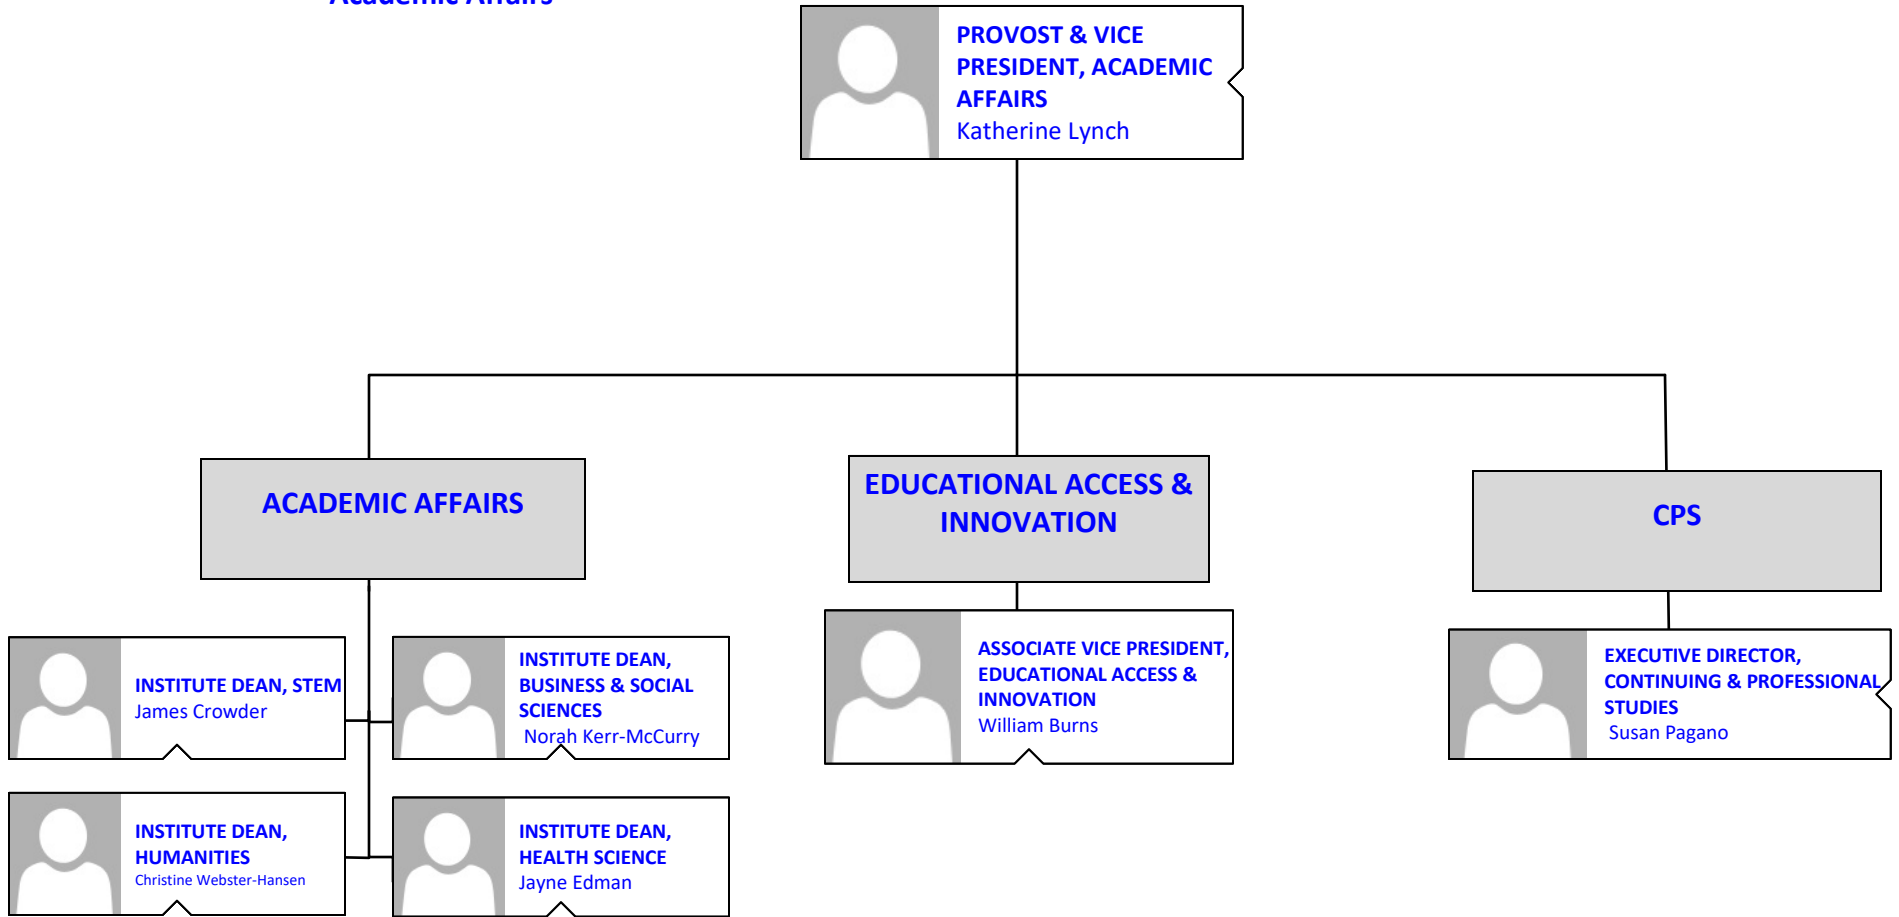 Academic Affairs
PROVOST & VICE
PRESIDENT, ACADEMIC
AFFAIRS
Katherine Lynch
ACADEMIC AFFAIRS
EDUCATIONAL ACCESS &
INNOVATION
CPS
INSTITUTE DEAN, STEM
James Crowder
INSTITUTE DEAN,
BUSINESS & SOCIAL
SCIENCES
Norah Kerr-McCurry
ASSOCIATE VICE PRESIDENT,
EDUCATIONAL ACCESS &
INNOVATION
William Burns
EXECUTIVE DIRECTOR,
CONTINUING & PROFESSIONAL
STUDIES
Susan Pagano
INSTITUTE DEAN,
HUMANITIES
Christine Webster-Hansen
INSTITUTE DEAN,
HEALTH SCIENCE
Jayne Edman